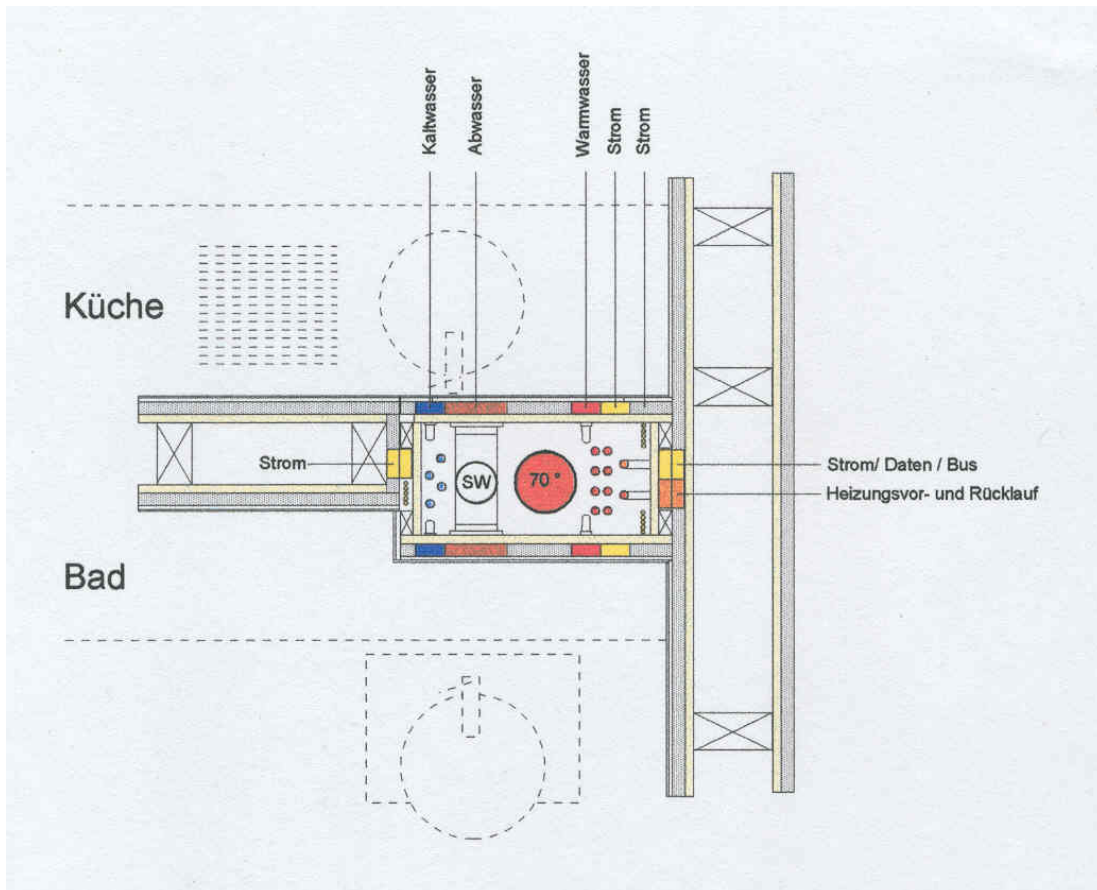 Kaltwasser
Abwasser
Warmwasser
Strom
Strom
Küche
Strom
SW
70°
Strom/ Daten / Bus
Heizungsvor- und Rücklauf
Bad